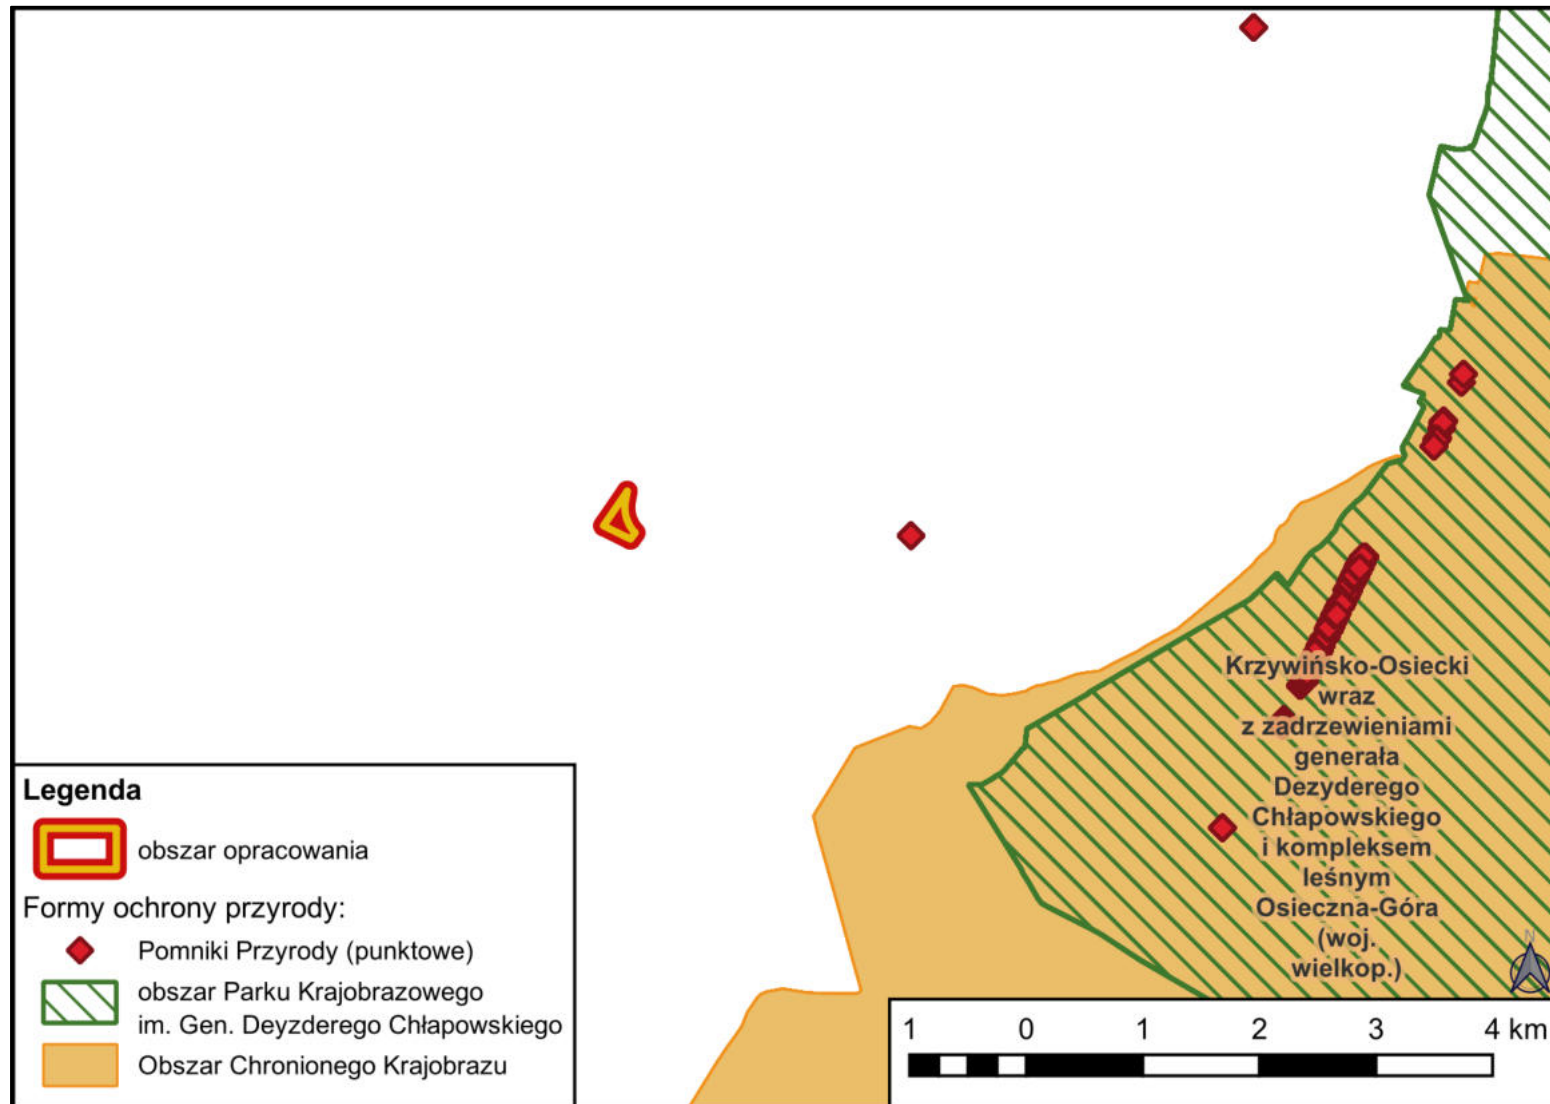 Krzywińsko-Osiecki
wraz
z zadrzewieniami
generała
Dezyderego
Chłapowskiego
i kompleksem
leśnym
Osieczna-Góra
(woj.
wielkop.)
N
Legenda
obszar opracowania
Formy ochrony przyrody:
Pomniki Przyrody (punktowe)
obszar Parku Krajobrazowego
im. Gen. Deyzderego Chłapowskiego
Obszar Chronionego Krajobrazu
1 0 1 2 3 4 km